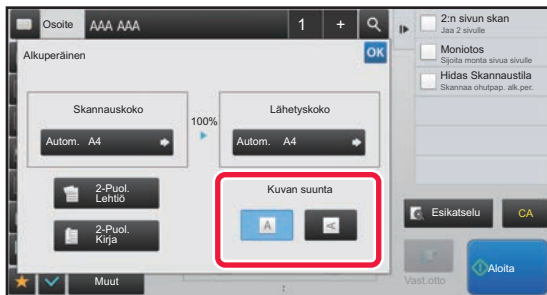 Osoite AAA AAA 1 +
Alkuperäinen OK
Skannauskoko
Autom. A4
100%
Lähetyskoko
Autom. A4
2-Puol.
Lehtiö
2-Puol.
Kirja
Kuvan suunta
A A
Muut
2:n sivun skan
Jaa 2 sivulle
Moniotos
Sijoita monta sivua sivulle
Hidas Skannaustila
Skannaa ohutpap. alk.per.
Esikatselu CA
Vast.otto
Aloita